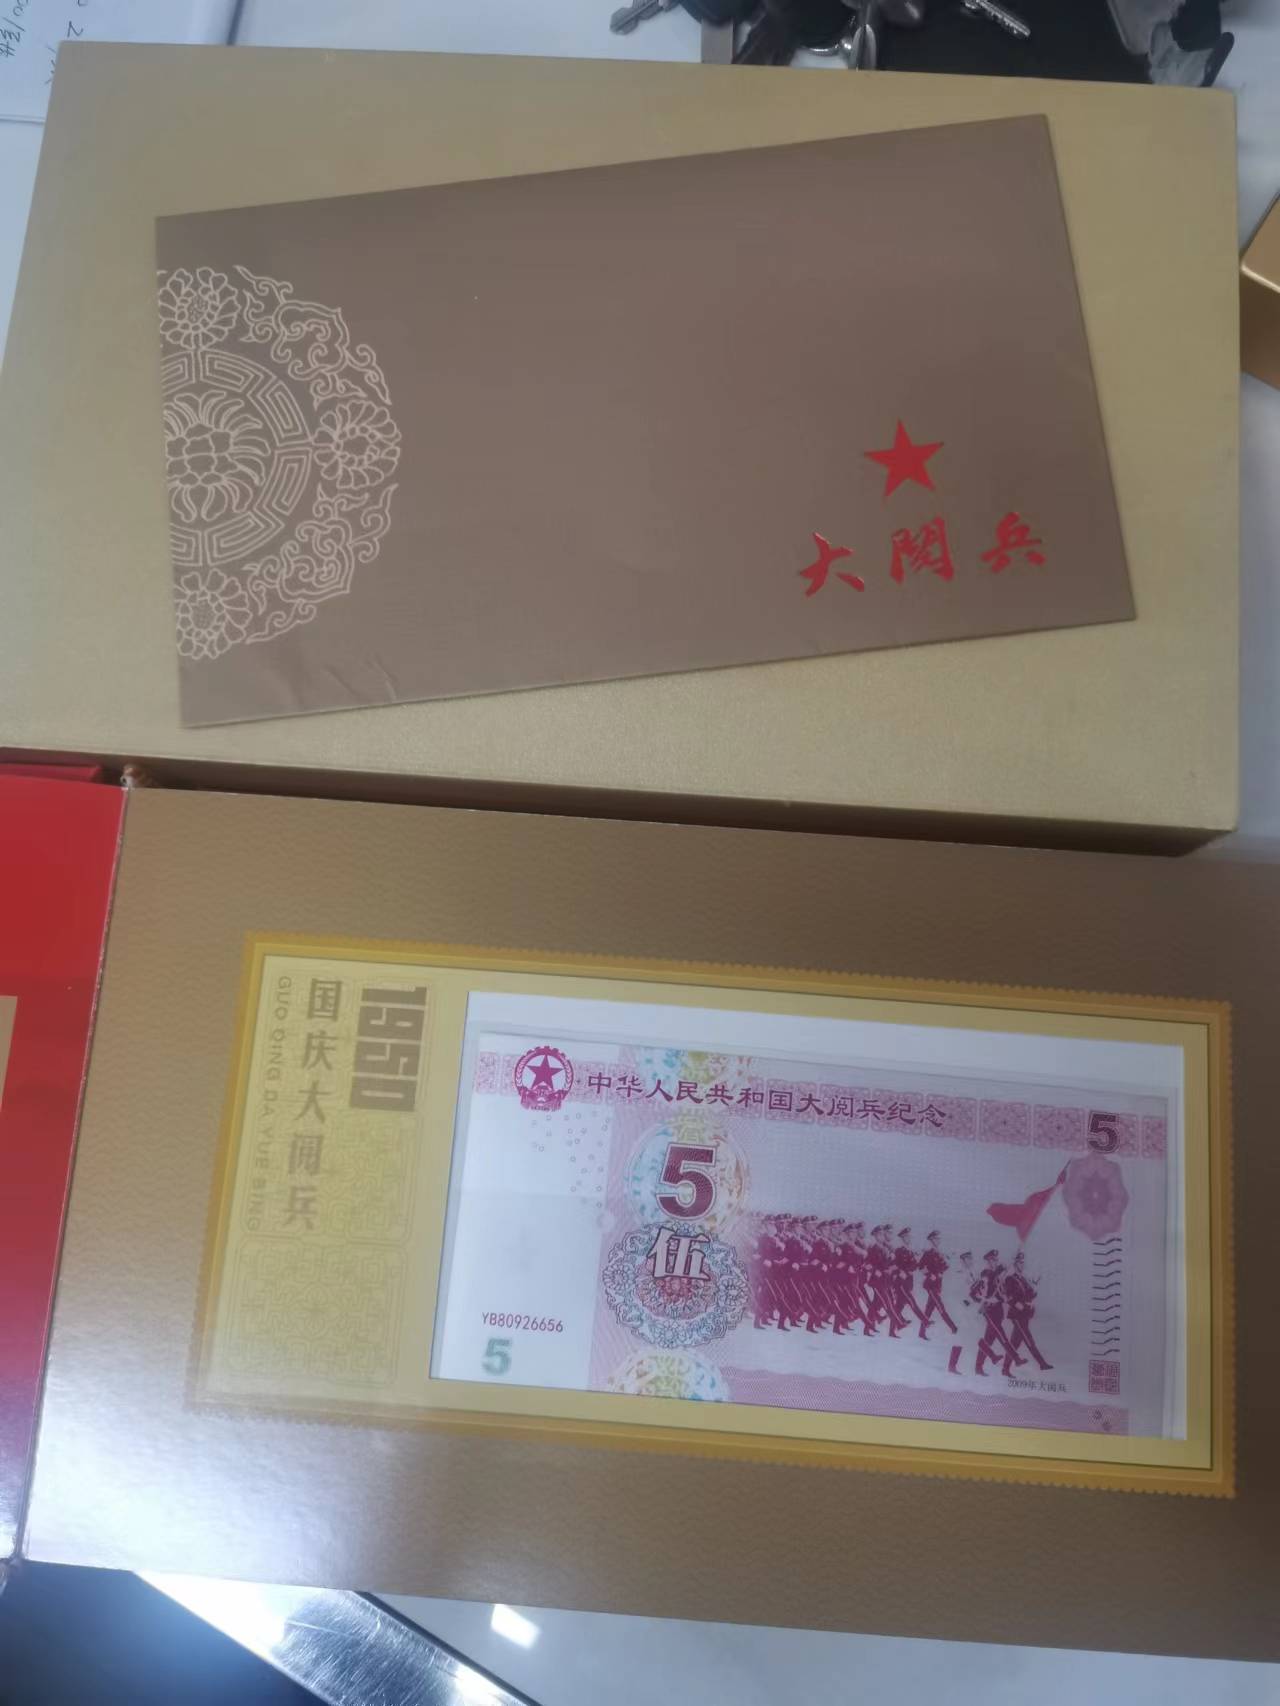 大阅兵
1950
国庆大阅兵
GUO QING DA YUE BING
中华人民共和国大阅兵纪念
5
5
伍
YB80926656
5
2009年大阅兵